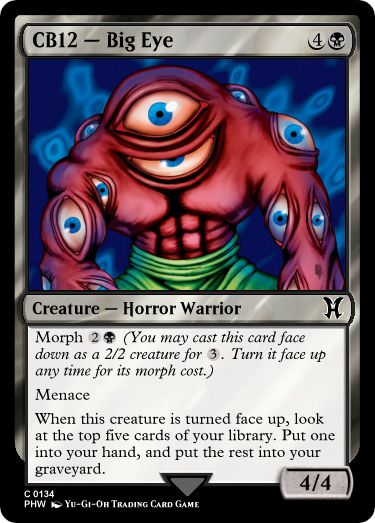 CB12 — Big Eye 4
Creature — Horror Warrior
Morph 2 (You may cast this card face
down as a 2/2 creature for 3. Turn it face up
any time for its morph cost.)
Menace
When this creature is turned face up, look
at the top five cards of your library. Put one
into your hand, and put the rest into your
graveyard.
4/4
C 0134
PHW Yu-Gi-Oh Trading Card Game